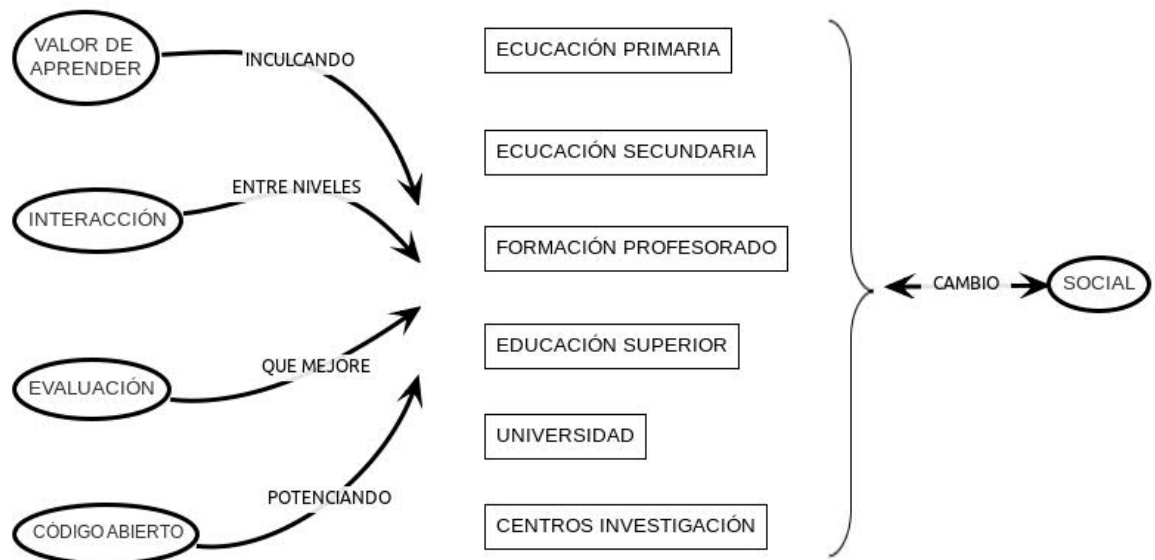 VALOR DE
APRENDER
INCULCANDO
INTERACCIÓN
ENTRE NIVELES
EVALUACIÓN
QUE MEJORE
CÓDIGO ABIERTO
POTENCIANDO
ECUCACIÓN PRIMARIA
ECUCACIÓN SECUNDARIA
FORMACIÓN PROFESORADO
EDUCACIÓN SUPERIOR
UNIVERSIDAD
CENTROS INVESTIGACIÓN
CAMBIO
SOCIAL